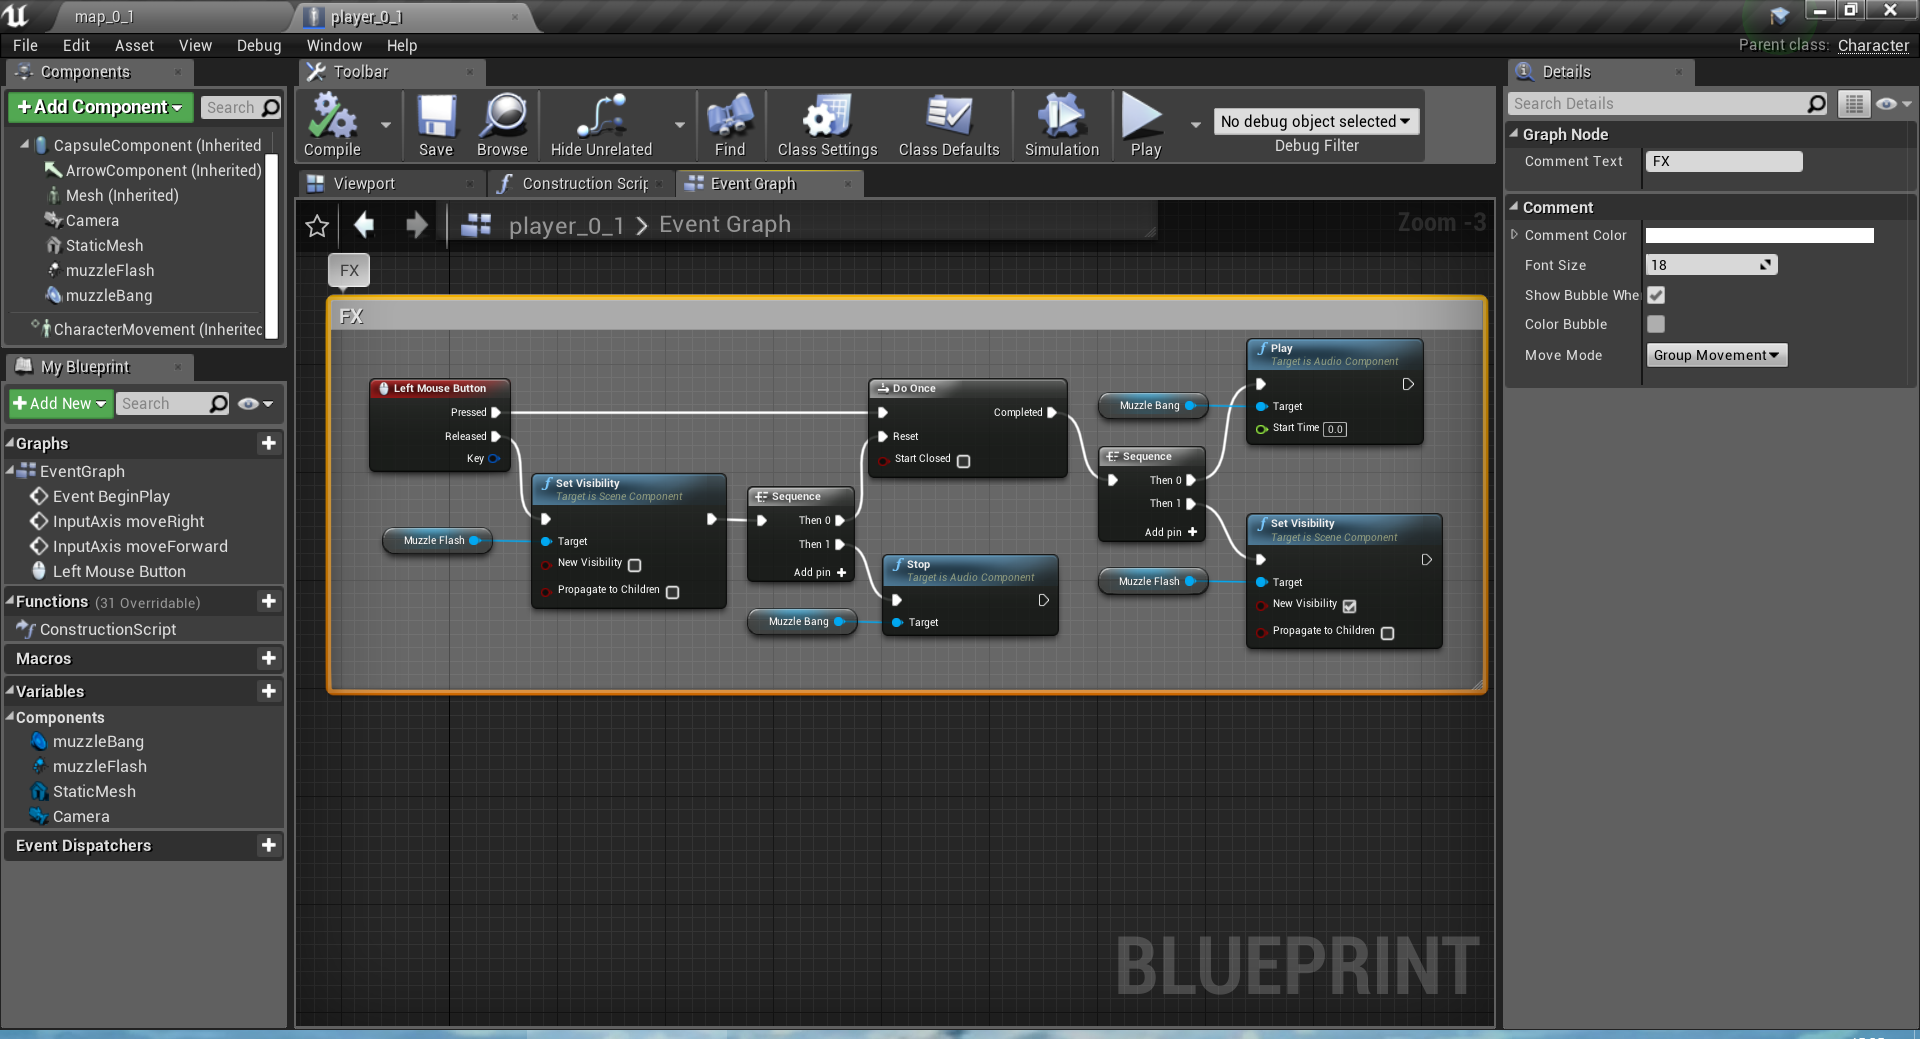 map_0_1
player_0_1
File Edit Asset View Debug Window Help
Parent class: Character
Components
Toolbar
Details
+Add Component
Search
Compile
Save
Browse
Hide Unrelated
Find
Class Settings
Class Defaults
Simulation
Play
No debug object selected
Debug Filter
Search Details
CapsuleComponent (Inherited
ArrowComponent (Inherited)
Mesh (Inherited)
Camera
StaticMesh
muzzleFlash
muzzleBang
CharacterMovement (Inherited
My Blueprint
+Add New
Search
Graphs
EventGraph
Event BeginPlay
InputAxis moveRight
InputAxis moveForward
Left Mouse Button
Functions (31 Overridable)
ConstructionScript
Macros
Variables
Components
muzzleBang
muzzleFlash
StaticMesh
Camera
Event Dispatchers
Viewport
Construction Scrip
Event Graph
player_0_1 > Event Graph
Zoom -3
FX
FX
Left Mouse Button
Pressed
Released
Key
Muzzle Flash
Set Visibility
Target is Scene Component
Target
New Visibility
Propagate to Children
Sequence
Then 0
Then 1
Add pin +
Muzzle Bang
Stop
Target is Audio Component
Target
Do Once
Completed
Reset
Start Closed
Sequence
Then 0
Then 1
Add pin +
Muzzle Bang
Play
Target is Audio Component
Target
Start Time 0.0
Muzzle Flash
Set Visibility
Target is Scene Component
Target
New Visibility
Propagate to Children
BLUEPRINT
Graph Node
Comment Text FX
Comment
Comment Color
Font Size 18
Show Bubble Whe
Color Bubble
Move Mode Group Movement